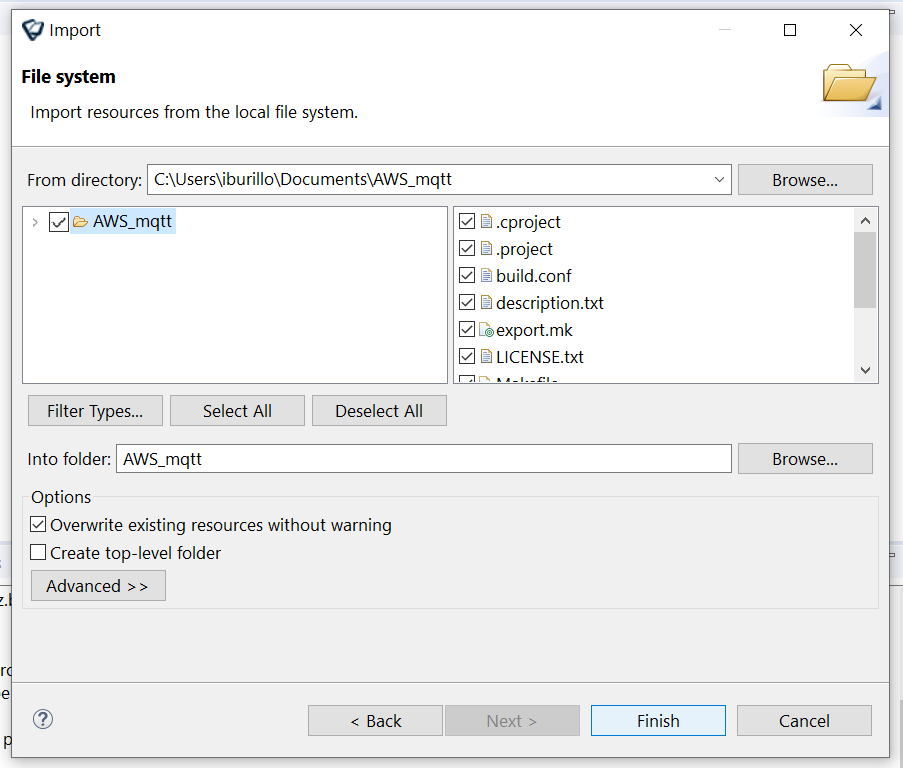 Import
File system
Import resources from the local file system.
From directory: C:\Users\iburillo\Documents\AWS_mqtt Browse...
AWS_mqtt
.cproject
.project
build.conf
description.txt
export.mk
LICENSE.txt
Filter Types... Select All Deselect All
Into folder: AWS_mqtt Browse...
Options
Overwrite existing resources without warning
Create top-level folder
Advanced >>
? < Back Next > Finish Cancel